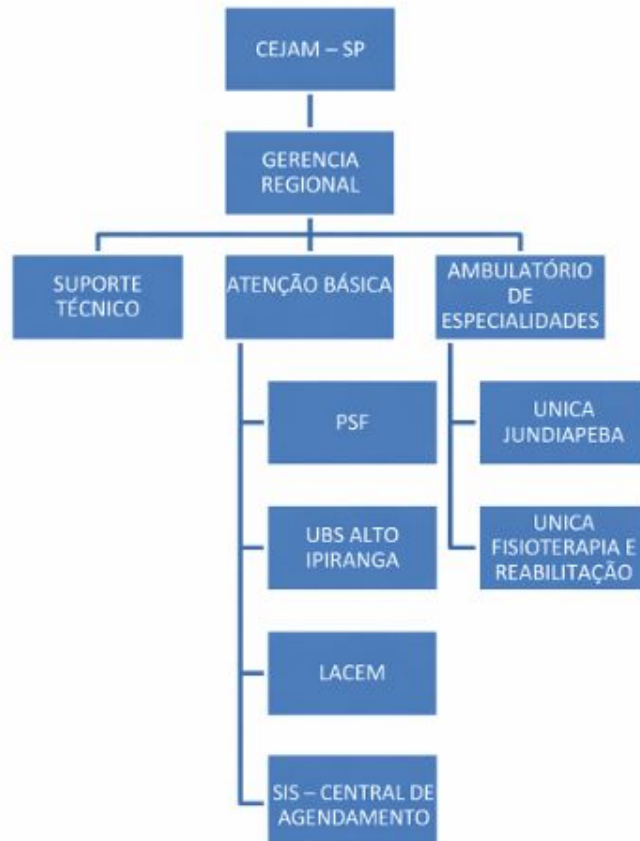 CEJAM – SP
GERENCIA
REGIONAL
SUPORTE
TÉCNICO
ATENÇÃO BÁSICA
AMBULATÓRIO
DE
ESPECIALIDADES
PSF
UBS ALTO
IPIRANGA
LACEM
SIS – CENTRAL DE
AGENDAMENTO
UNICA
JUNDIAPEBA
UNICA
FISIOTERAPIA E
REABILITAÇÃO